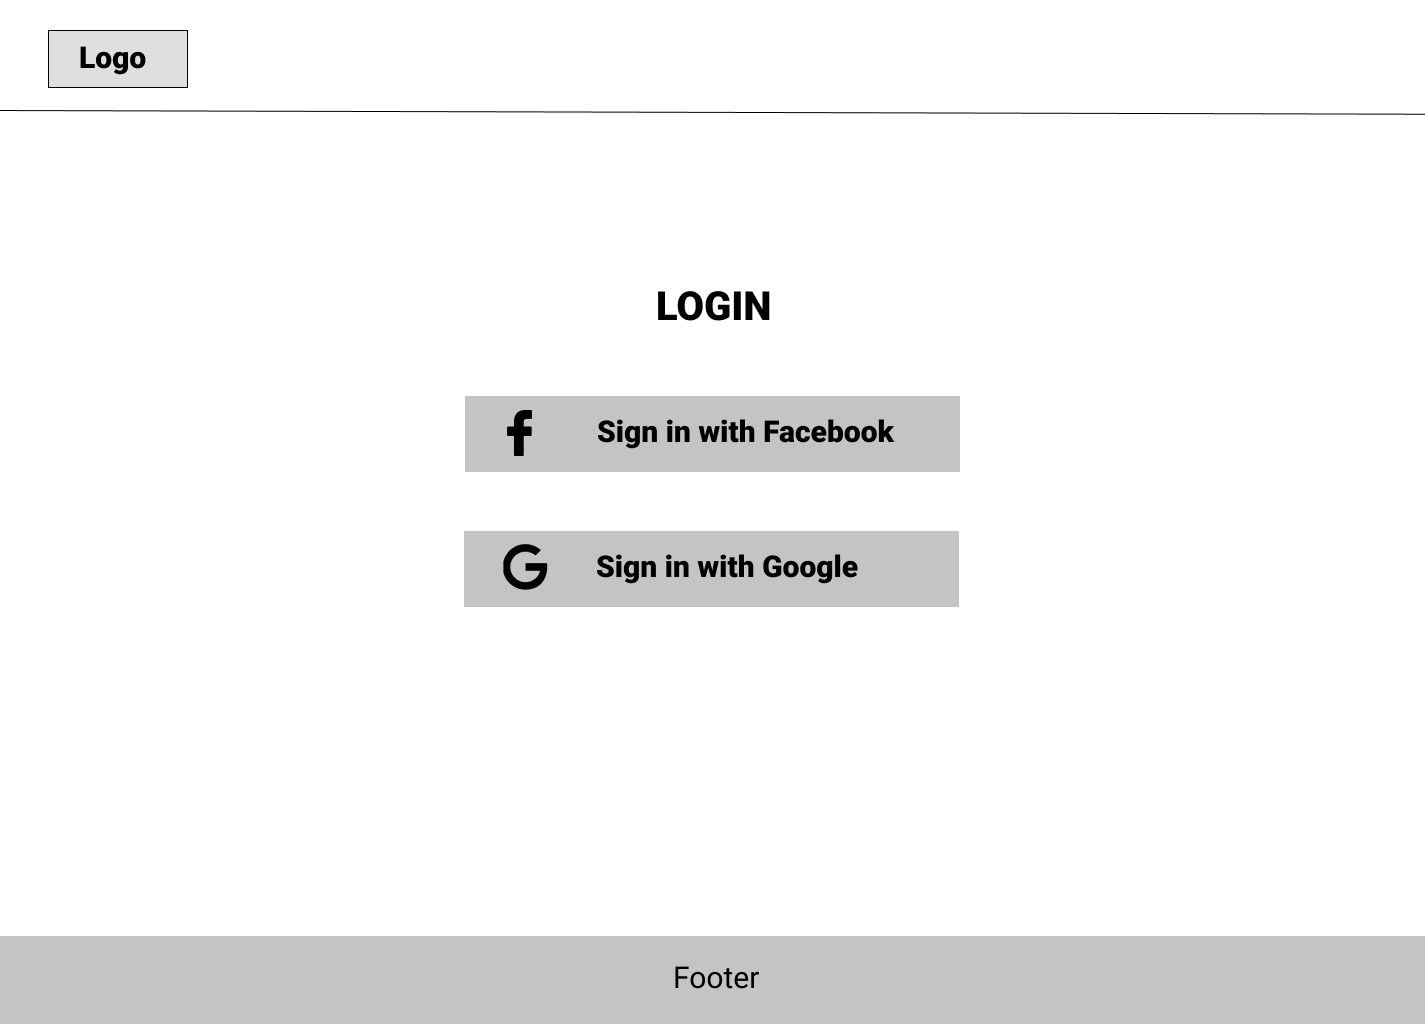 Logo
LOGIN
Sign in with Facebook
Sign in with Google
Footer